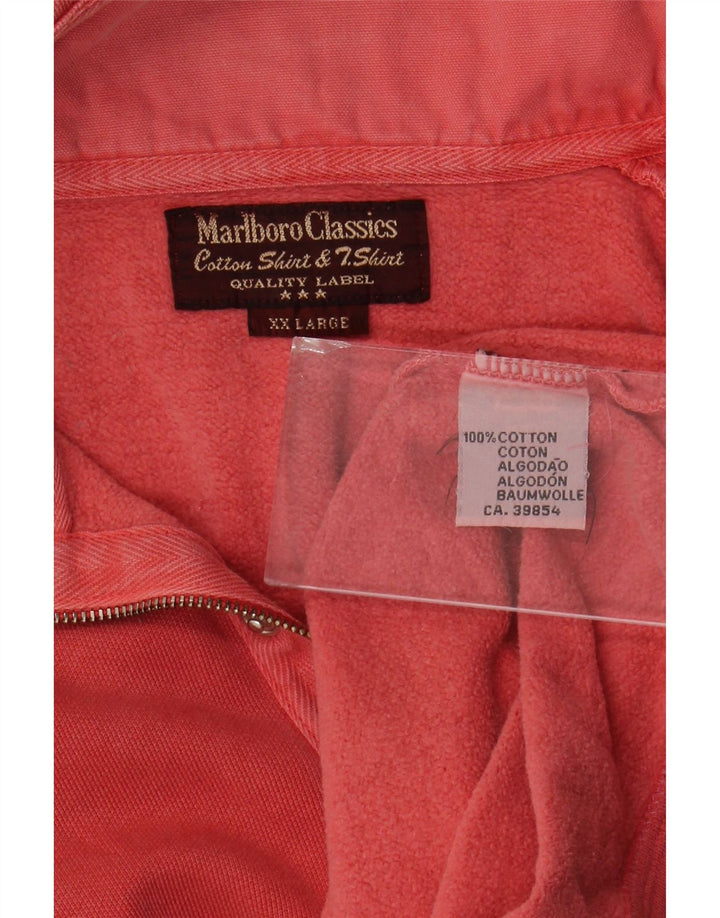 Marlboro Classics
Cotton Shirt & T.Shirt
QUALITY LABEL
★★★
XX LARGE
100% COTTON
COTON
ALGODÃO
ALGODÓN
BAUMWOLLE
CA. 39854